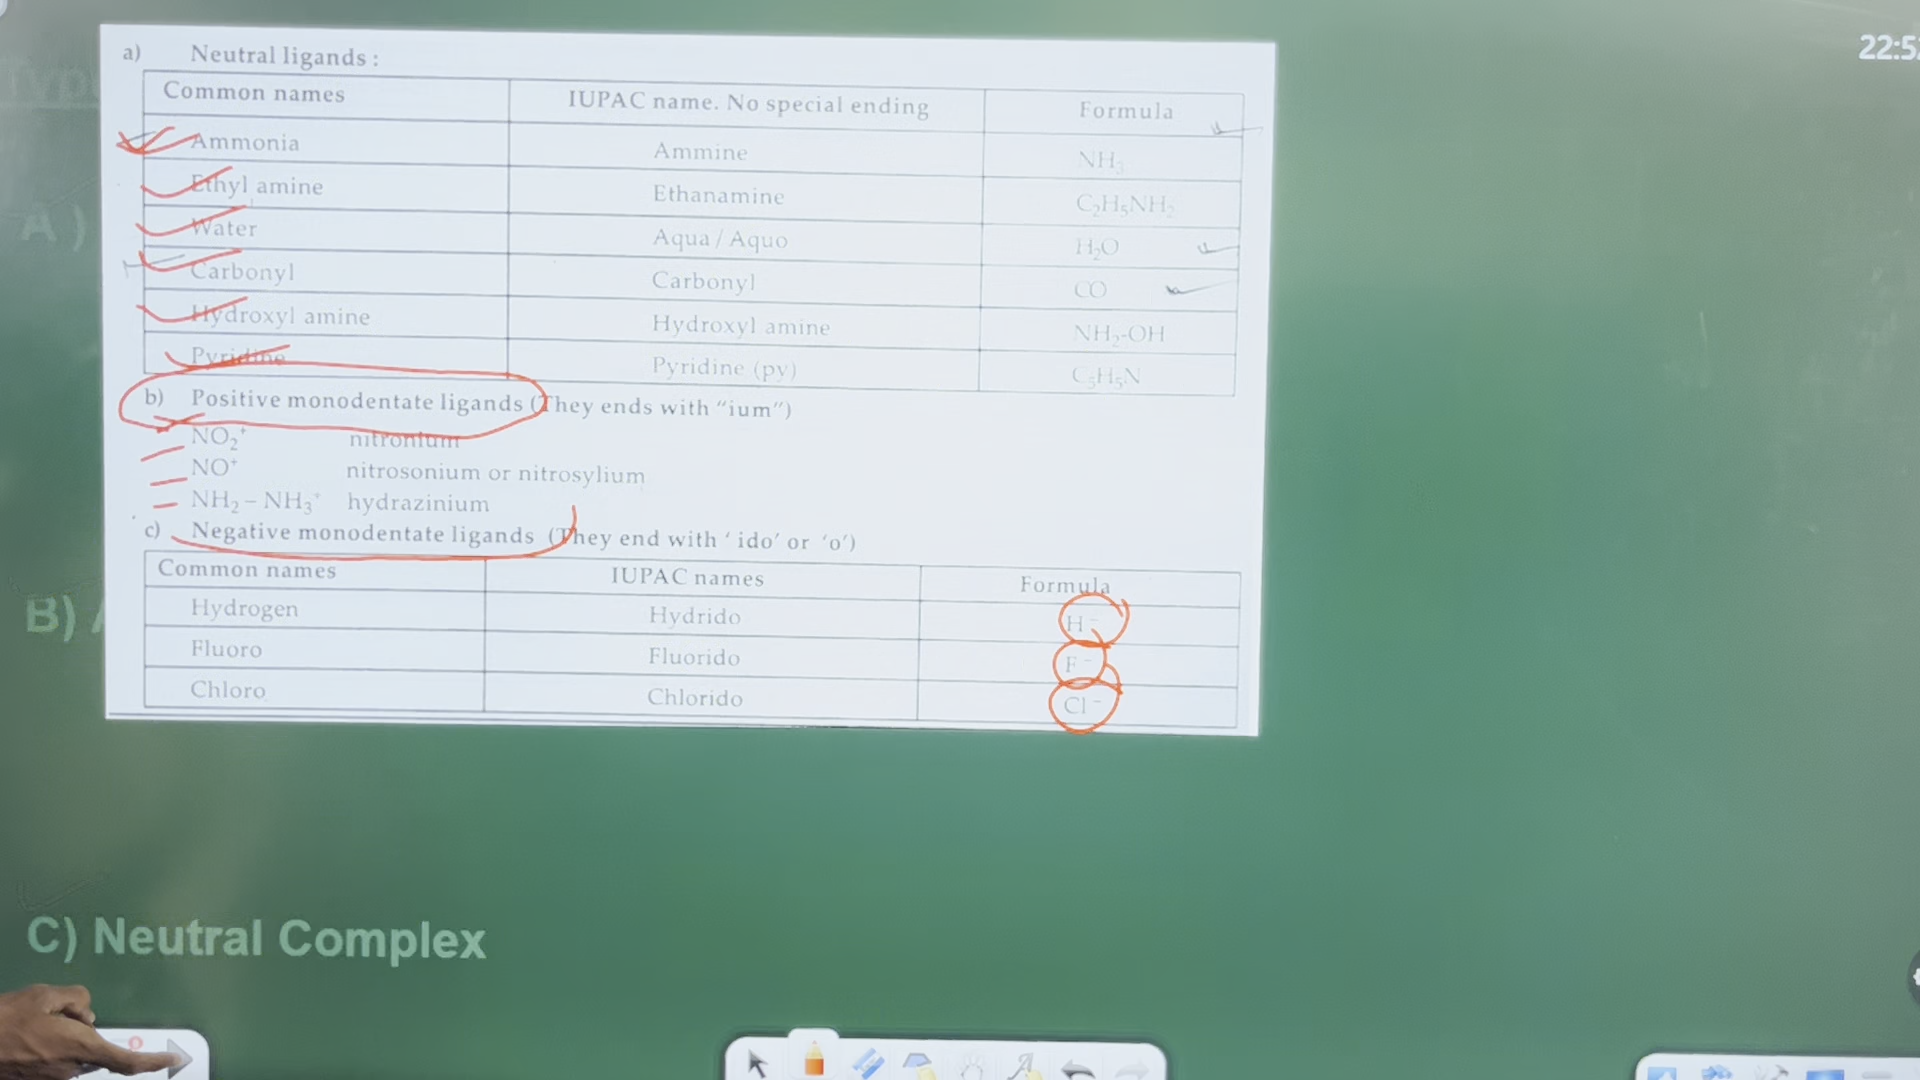 22:5
a) Neutral ligands :
Common names IUPAC name. No special ending Formula
Ammonia Ammine NH₃
Ethyl amine Ethanamine C₂H₅NH₂
Water Aqua / Aquo H₂O
Carbonyl Carbonyl CO
Hydroxyl amine Hydroxyl amine NH₂-OH
Pyridine Pyridine (py) C₅H₅N
b) Positive monodentate ligands (They ends with “ium”)
NO₂⁺ nitronium
NO⁺ nitrosonium or nitrosylium
NH₂ – NH₃⁺ hydrazinium
c) Negative monodentate ligands (They end with ‘ ido’ or ‘o’)
Common names IUPAC names Formula
Hydrogen Hydrido H⁻
Fluoro Fluorido F⁻
Chloro Chlorido Cl⁻
A)
B)
C) Neutral Complex